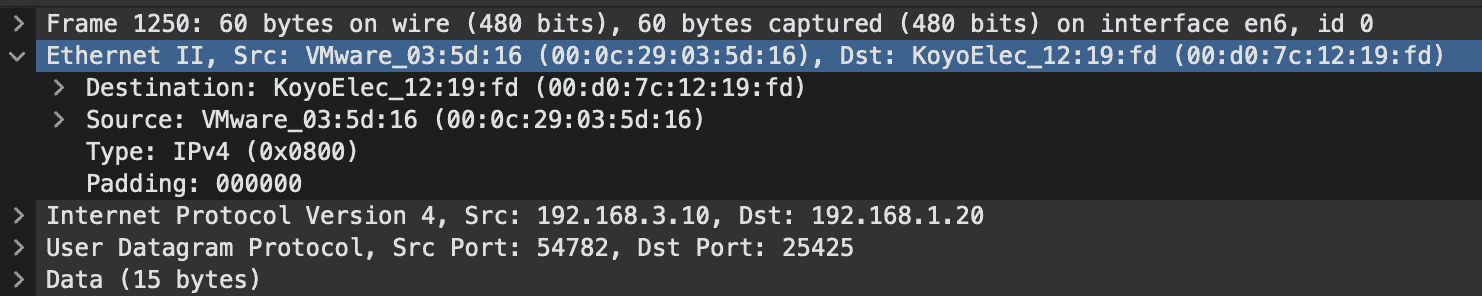 Frame 1250: 60 bytes on wire (480 bits), 60 bytes captured (480 bits) on interface en6, id 0
Ethernet II, Src: VMware_03:5d:16 (00:0c:29:03:5d:16), Dst: KoyoElec_12:19:fd (00:d0:7c:12:19:fd)
Destination: KoyoElec_12:19:fd (00:d0:7c:12:19:fd)
Source: VMware_03:5d:16 (00:0c:29:03:5d:16)
Type: IPv4 (0x0800)
Padding: 000000
Internet Protocol Version 4, Src: 192.168.3.10, Dst: 192.168.1.20
User Datagram Protocol, Src Port: 54782, Dst Port: 25425
Data (15 bytes)